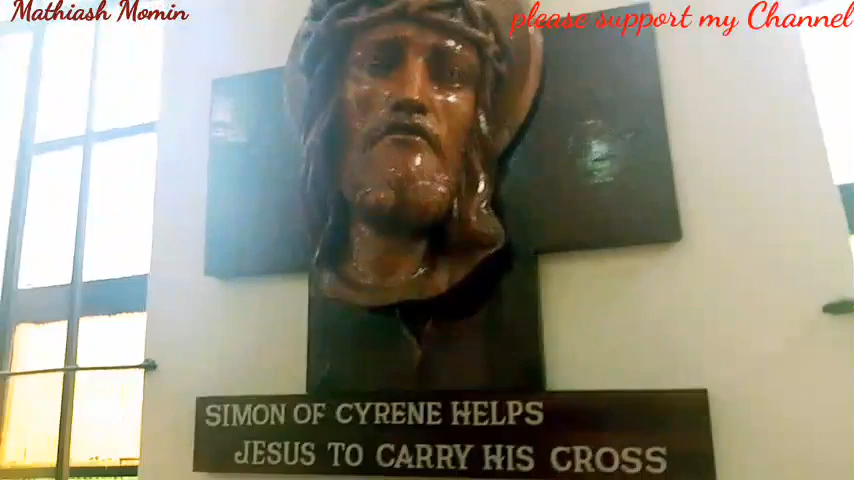 Mathiash Momin
please support my Channel
SIMON OF CYRENE HELPS
JESUS TO CARRY HIS CROSS